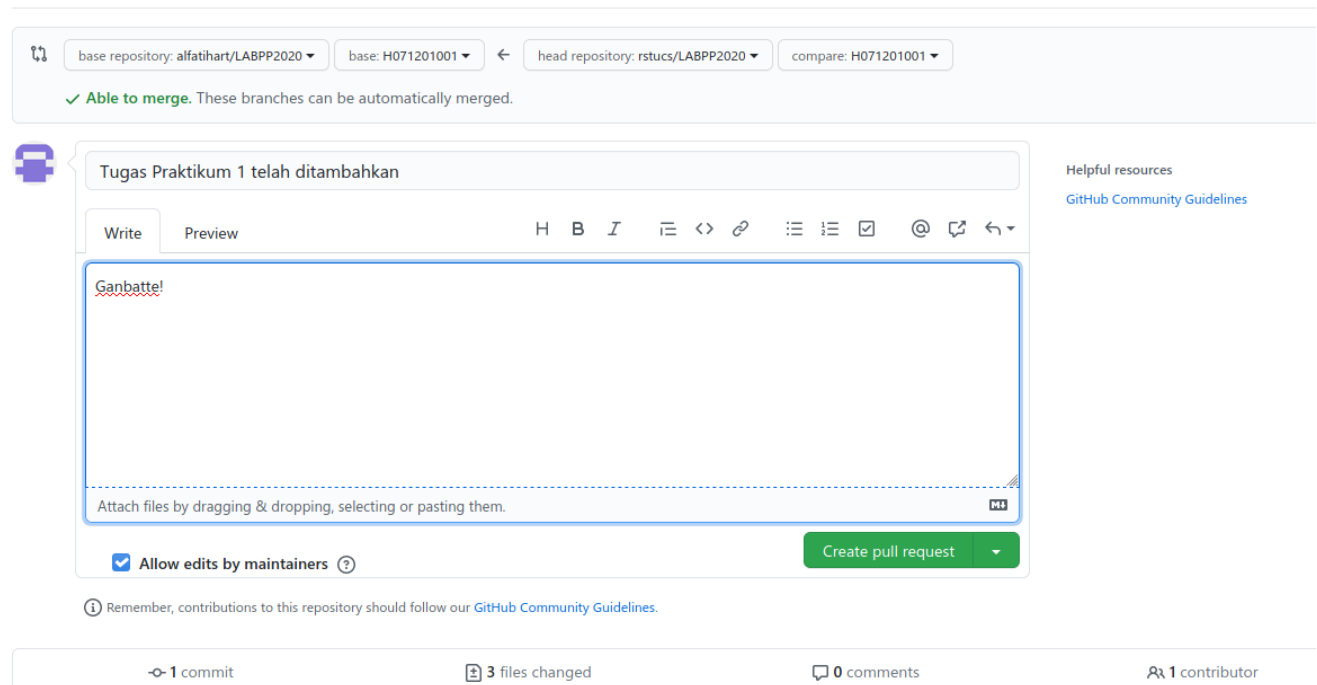 base repository: alfatihart/LABPP2020 base: H071201001 ← head repository: rstucs/LABPP2020 compare: H071201001
Able to merge. These branches can be automatically merged.
Tugas Praktikum 1 telah ditambahkan
Helpful resources
GitHub Community Guidelines
Write Preview
Ganbatte!
Attach files by dragging & dropping, selecting or pasting them.
Allow edits by maintainers
Create pull request
Remember, contributions to this repository should follow our GitHub Community Guidelines.
1 commit 3 files changed 0 comments 1 contributor